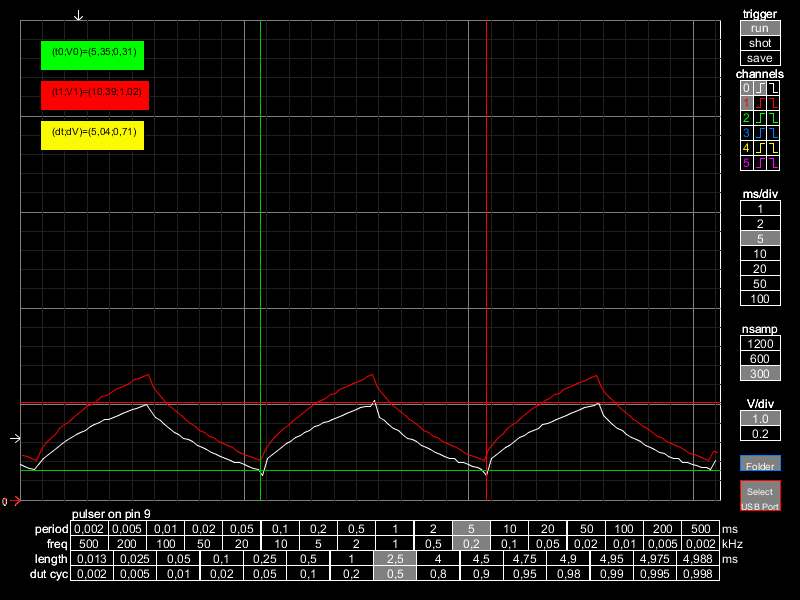 trigger
run
shot
save
channels
0
1
2
3
4
5
(t0;V0)=(5,35;0,31)
(t1;V1)=(10,39;1,02)
(dt;dV)=(5,04;0,71)
ms/div
1
2
5
10
20
50
100
nsamp
1200
600
300
V/div
1.0
0.2
Folder
Select
USB Port
0
pulser on pin 9
period 0,002 0,005 0,01 0,02 0,05 0,1 0,2 0,5 1 2 5 10 20 50 100 200 500 ms
freq 500 200 100 50 20 10 5 2 1 0,5 0,2 0,1 0,05 0,02 0,01 0,005 0,002 kHz
length 0,013 0,025 0,05 0,1 0,25 0,5 1 2,5 4 4,5 4,75 4,9 4,95 4,975 4,988 ms
dut cyc 0,002 0,005 0,01 0,02 0,05 0,1 0,2 0,5 0,8 0,9 0,95 0,98 0,99 0,995 0,998